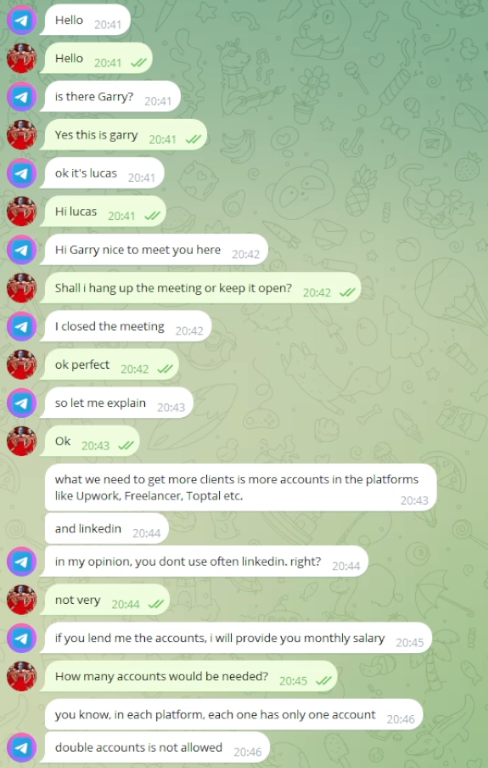 Hello 20:41
Hello 20:41
is there Garry? 20:41
Yes this is garry 20:41
ok it's lucas 20:41
Hi lucas 20:41
Hi Garry nice to meet you here 20:42
Shall i hang up the meeting or keep it open? 20:42
I closed the meeting 20:42
ok perfect 20:42
so let me explain 20:43
Ok 20:43
what we need to get more clients is more accounts in the platforms
like Upwork, Freelancer, Toptal etc.
20:43
and linkedin 20:44
in my opinion, you dont use often linkedin. right? 20:44
not very 20:44
if you lend me the accounts, i will provide you monthly salary 20:45
How many accounts would be needed? 20:45
you know, in each platform, each one has only one account 20:46
double accounts is not allowed 20:46